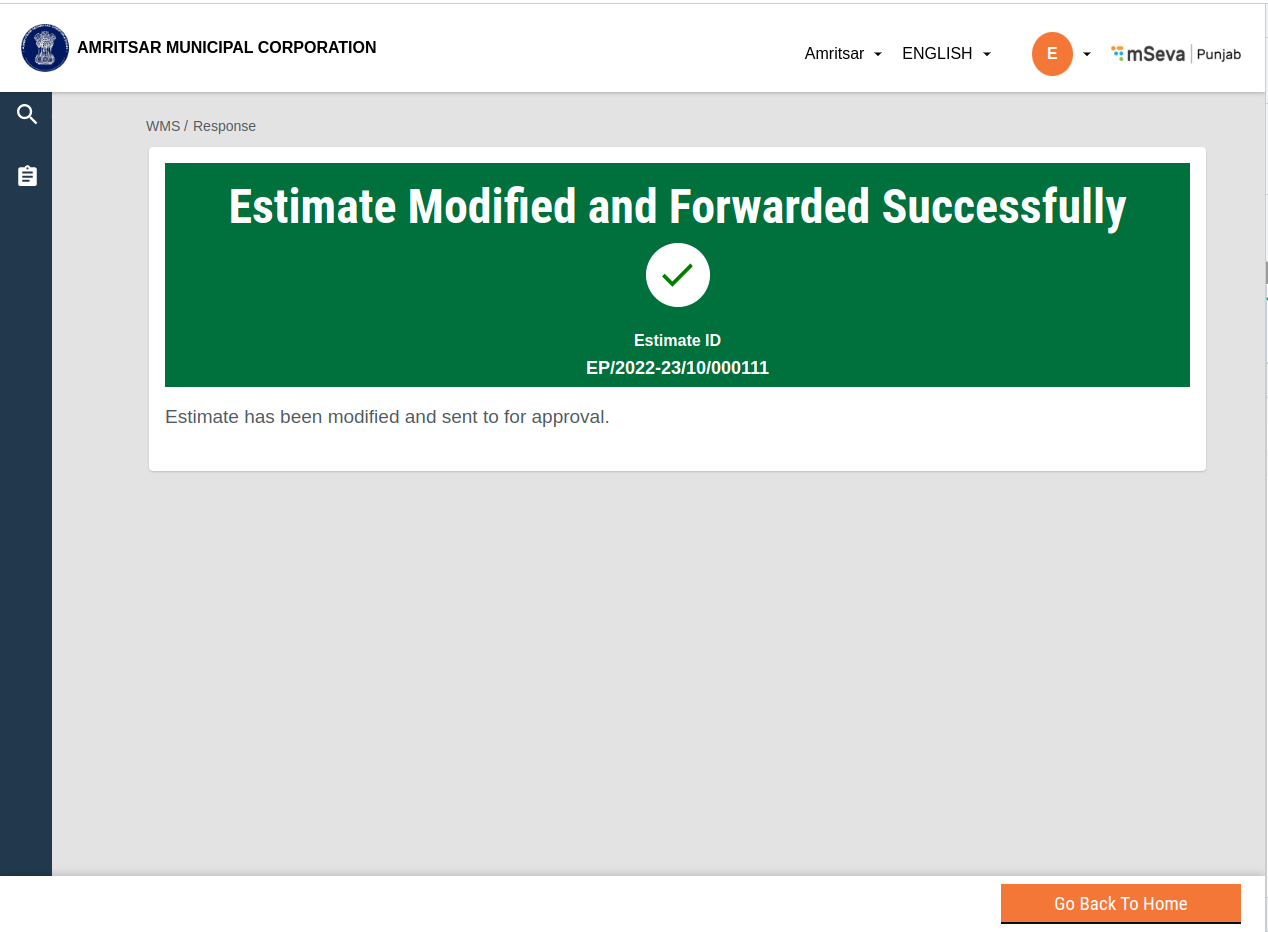 AMRITSAR MUNICIPAL CORPORATION
Amritsar
ENGLISH
E
mSeva | Punjab
WMS / Response
Estimate Modified and Forwarded Successfully
Estimate ID
EP/2022-23/10/000111
Estimate has been modified and sent to for approval.
Go Back To Home